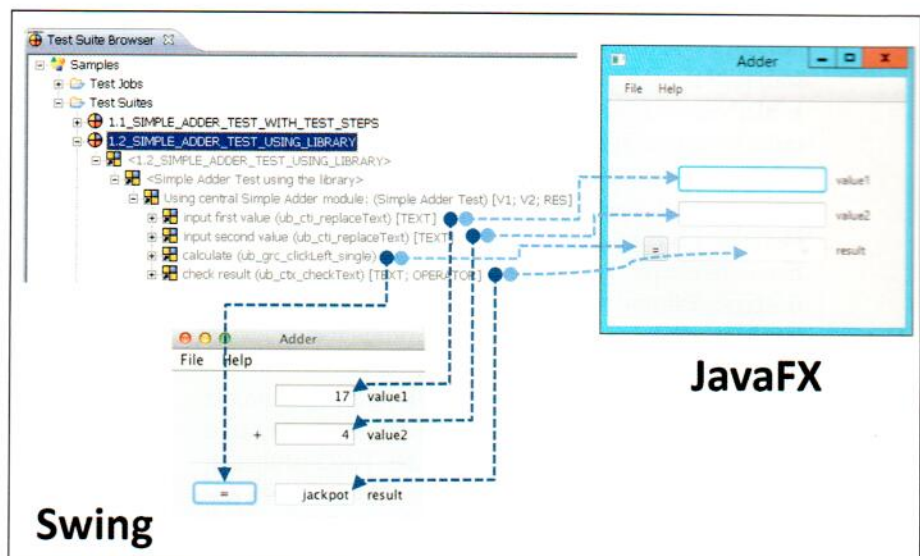 Test Suite Browser
Samples
Test Jobs
Test Suites
1.1_SIMPLE_ADDER_TEST_WITH_TEST_STEPS
1.2_SIMPLE_ADDER_TEST_USING_LIBRARY
<1.2_SIMPLE_ADDER_TEST_USING_LIBRARY>
<Simple Adder Test using the library>
Using central Simple Adder module: (Simple Adder Test) [V1; V2; RES]
input first value (ub_cti_replaceText) [TEXT]
input second value (ub_cti_replaceText) [TEXT]
calculate (ub_grc_clickLeft_single)
check result (ub_ctx_checkText) [TEXT; OPERATOR]
Adder
File Help
value1
value2
= result
JavaFX
Adder
File Help
17 value1
+ 4 value2
= jackpot result
Swing